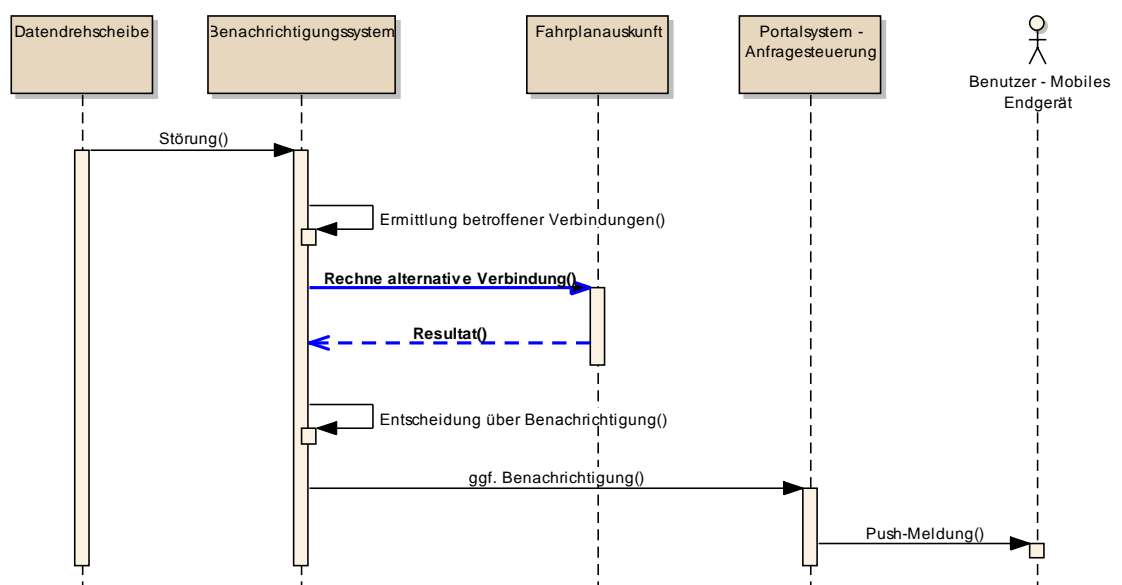 Datendrehscheibe
Benachrichtigungssystem
Fahrplanauskunft
Portalsystem -
Anfragesteuerung
Benutzer - Mobiles
Endgerät
Störung()
Ermittlung betroffener Verbindungen()
Rechne alternative Verbindung()
Resultat()
Entscheidung über Benachrichtigung()
ggf. Benachrichtigung()
Push-Meldung()